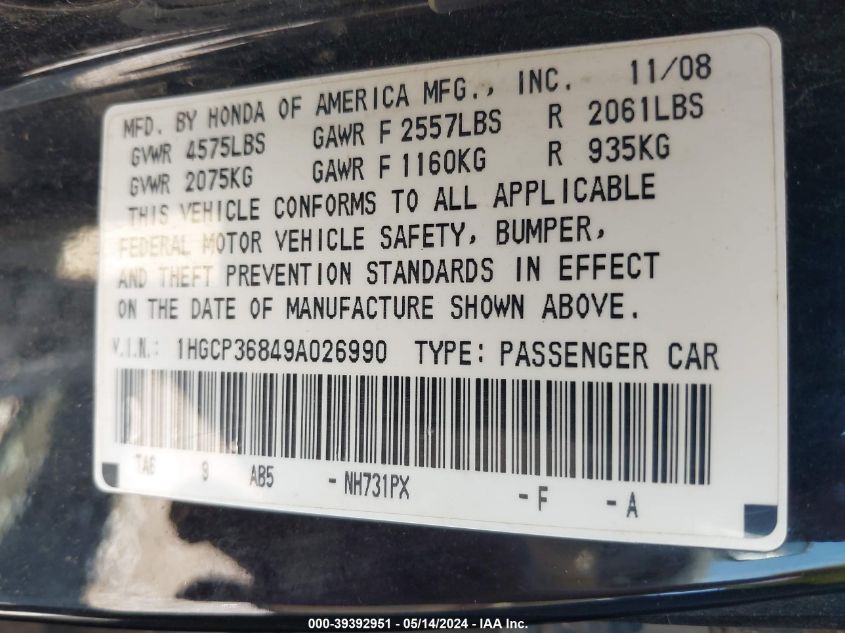 MFD. BY HONDA OF AMERICA MFG., INC. 11/08
GVWR 4575LBS GAWR F 2557LBS R 2061LBS
GVWR 2075KG GAWR F 1160KG R 935KG
THIS VEHICLE CONFORMS TO ALL APPLICABLE
FEDERAL MOTOR VEHICLE SAFETY, BUMPER,
AND THEFT PREVENTION STANDARDS IN EFFECT
ON THE DATE OF MANUFACTURE SHOWN ABOVE.
V.I.N.: 1HGCP36849A026990 TYPE: PASSENGER CAR
TA6 9 AB5 - NH731PX - F - A
000-39392951 - 05/14/2024 - IAA Inc.